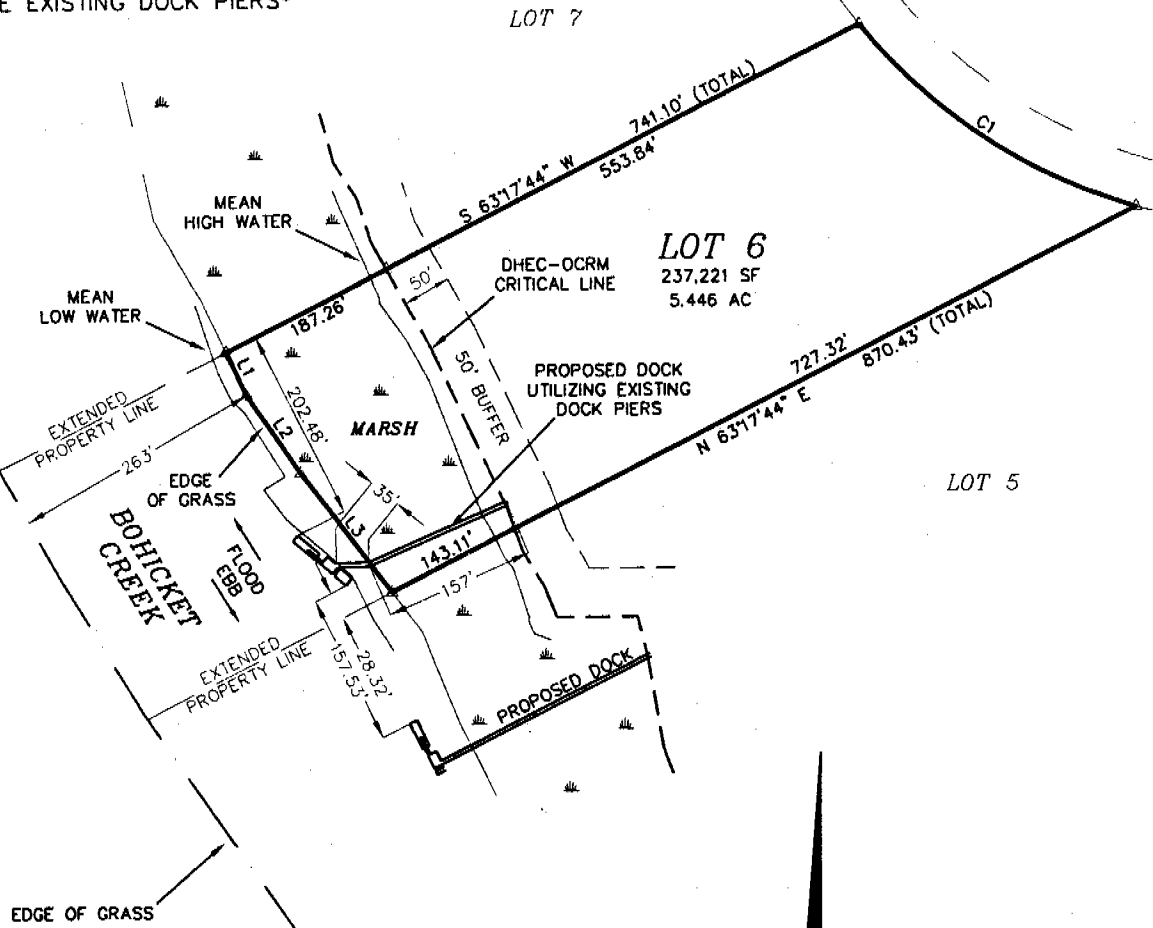 E EXISTING DOCK PIERS
LOT 7
741.10' (TOTAL)
S 63°17'44" W
553.84'
C1
MEAN
HIGH WATER
50'
DHEC-OCRM
CRITICAL LINE
LOT 6
237,221 SF
5.446 AC
MEAN
LOW WATER
187.26'
L1
50' BUFFER
PROPOSED DOCK
UTILIZING EXISTING
DOCK PIERS
727.32'
870.43' (TOTAL)
N 63°17'44" E
EXTENDED
PROPERTY LINE
L2
202.48'
MARSH
263'
EDGE
OF GRASS
35'
LOT 5
L3
BOHICKET
CREEK
FLOOD
EBB
143.11'
157'
EXTENDED
PROPERTY LINE
28.32'
157.53'
PROPOSED DOCK
EDGE OF GRASS